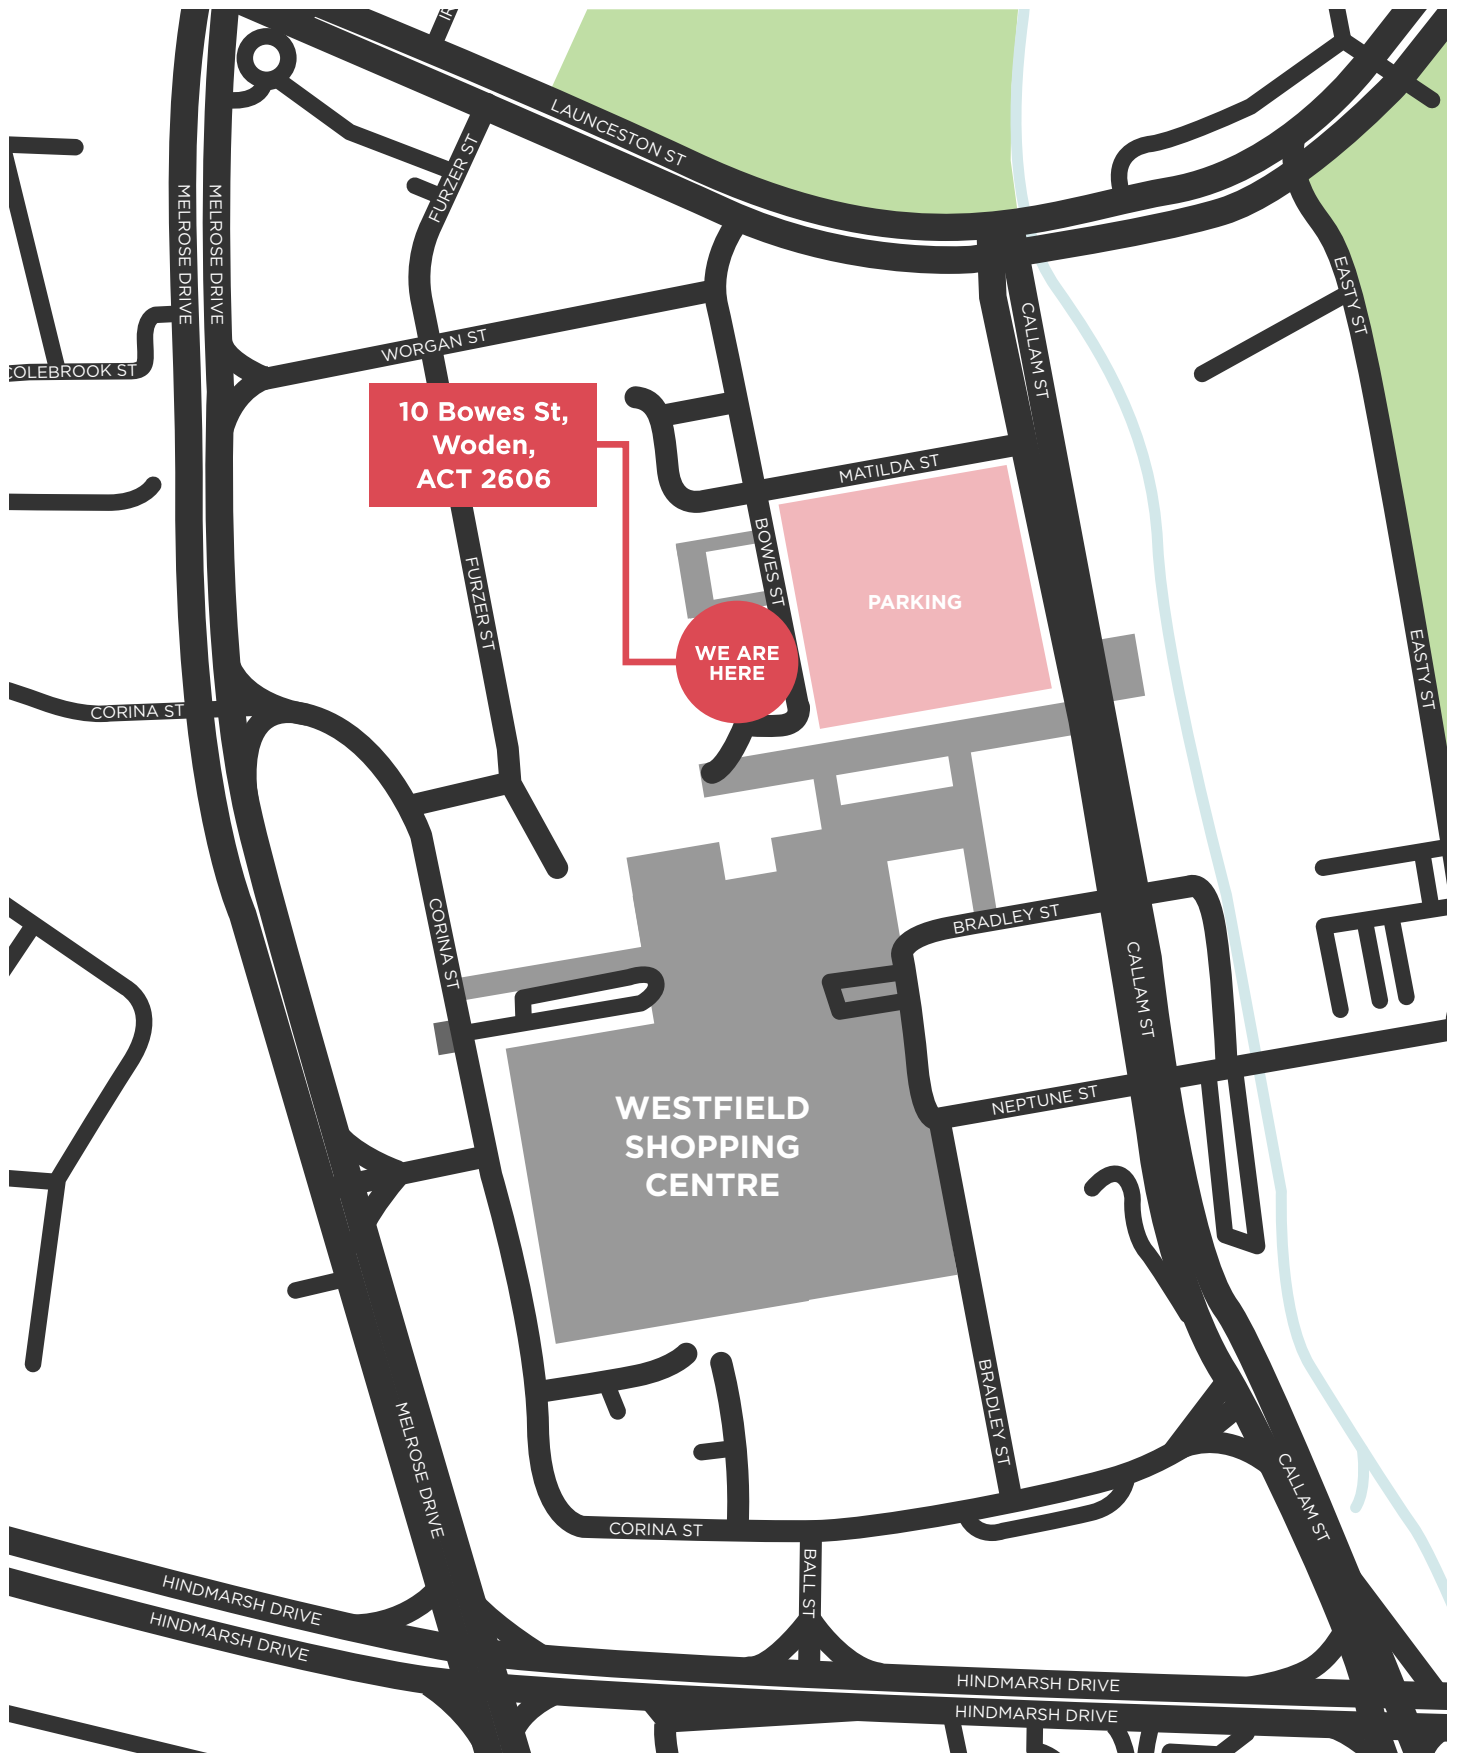 LAUNCESTON ST
FURZER ST
MELROSE DRIVE
MELROSE DRIVE
EASTY ST
CALLAM ST
WORGAN ST
COLEBROOK ST
10 Bowes St,
Woden,
ACT 2606
MATILDA ST
BOWES ST
FURZER ST
PARKING
WE ARE
HERE
EASTY ST
CORINA ST
CORINA ST
BRADLEY ST
CALLAM ST
NEPTUNE ST
WESTFIELD
SHOPPING
CENTRE
BRADLEY ST
MELROSE DRIVE
CALLAM ST
CORINA ST
BALL ST
HINDMARSH DRIVE
HINDMARSH DRIVE
HINDMARSH DRIVE
HINDMARSH DRIVE